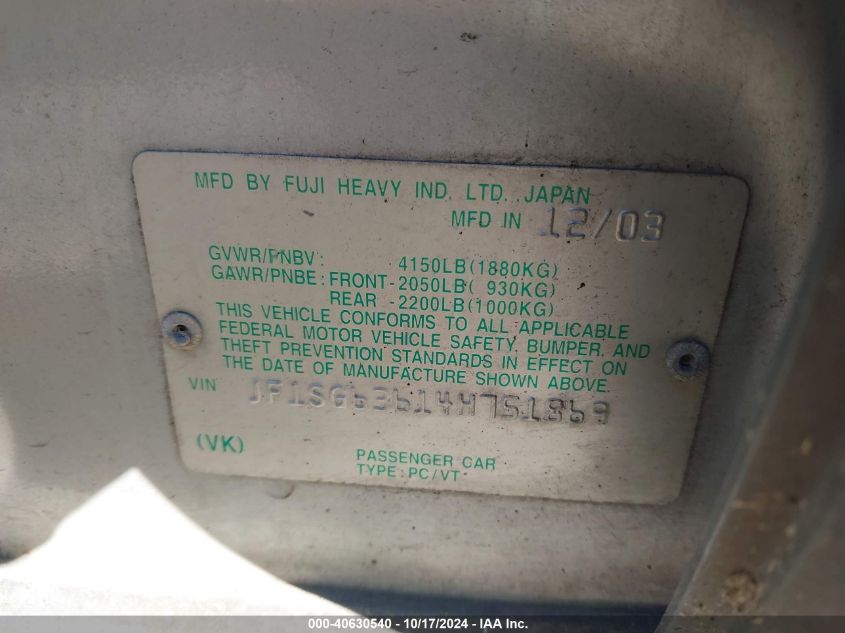 MFD BY FUJI HEAVY IND. LTD. JAPAN
MFD IN 12/03
GVWR/PNBV: 4150LB(1880KG)
GAWR/PNBE: FRONT-2050LB( 930KG)
REAR -2200LB(1000KG)
THIS VEHICLE CONFORMS TO ALL APPLICABLE
FEDERAL MOTOR VEHICLE SAFETY, BUMPER, AND
THEFT PREVENTION STANDARDS IN EFFECT ON
THE DATE OF MANUFACTURE SHOWN ABOVE.
VIN JF1SG63614H751869
(VK)
PASSENGER CAR
TYPE:PC/VT
000-40630540 - 10/17/2024 - IAA, Inc.